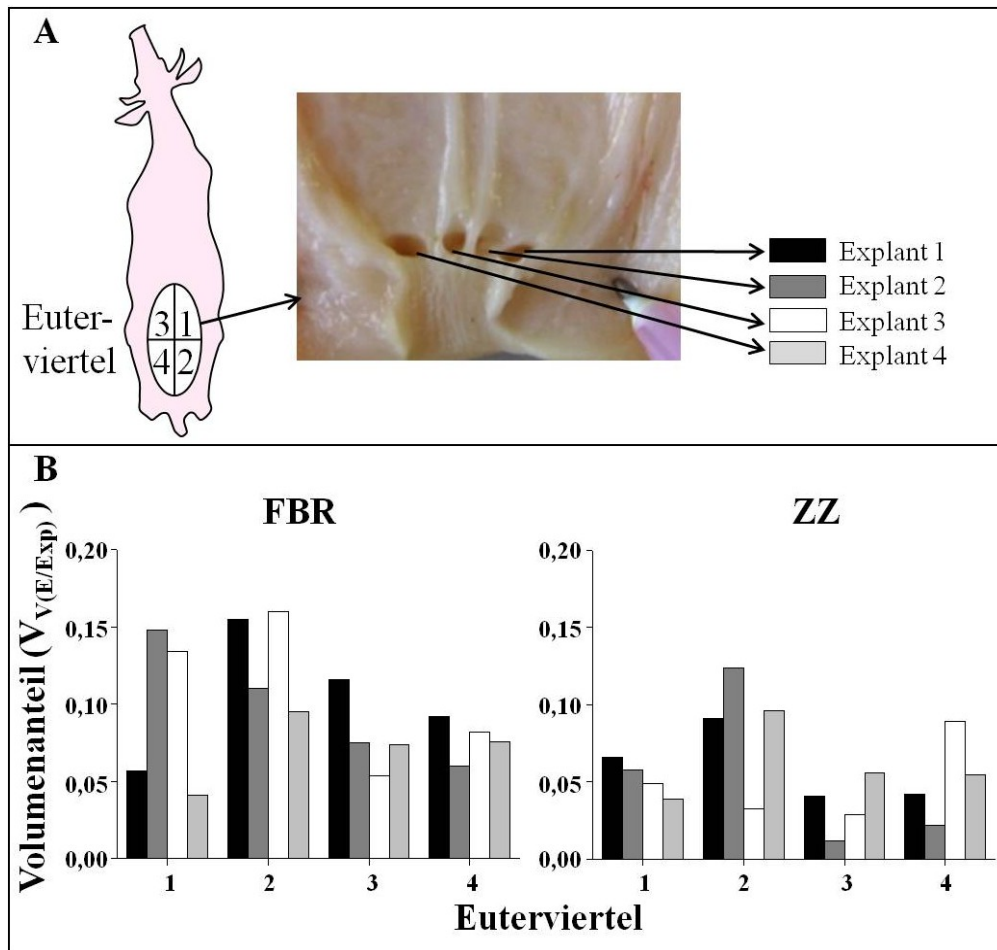 A
Euter-
viertel
3 1
4 2
Explant 1
Explant 2
Explant 3
Explant 4
B
FBR
ZZ
Volumenanteil (V V(E/Exp) )
0,20
0,15
0,10
0,05
0,00
1 2 3 4
0,20
0,15
0,10
0,05
0,00
1 2 3 4
Euterviertel